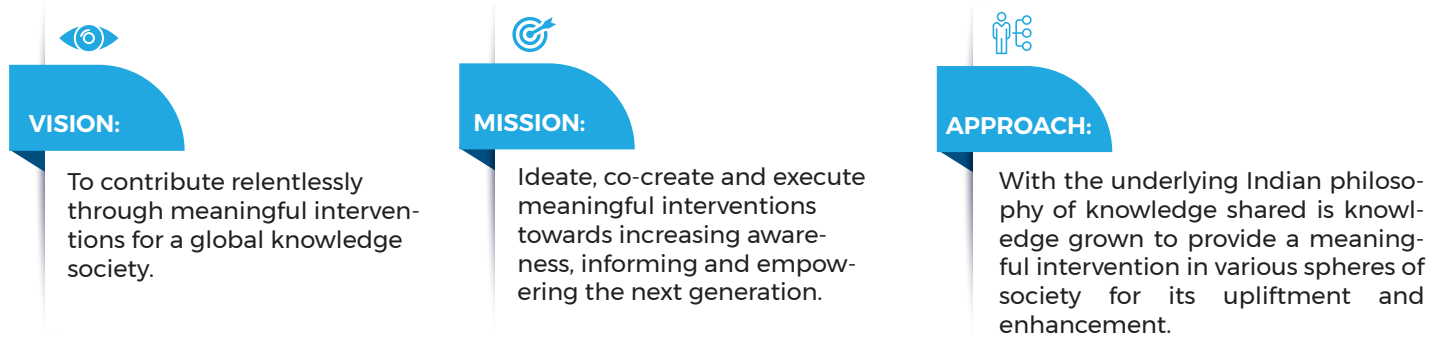 VISION:
To contribute relentlessly
through meaningful interven-
tions for a global knowledge
society.
MISSION:
Ideate, co-create and execute
meaningful interventions
towards increasing aware-
ness, informing and empow-
ering the next generation.
APPROACH:
With the underlying Indian philoso-
phy of knowledge shared is knowl-
edge grown to provide a meaning-
ful intervention in various spheres of
society for its upliftment and
enhancement.